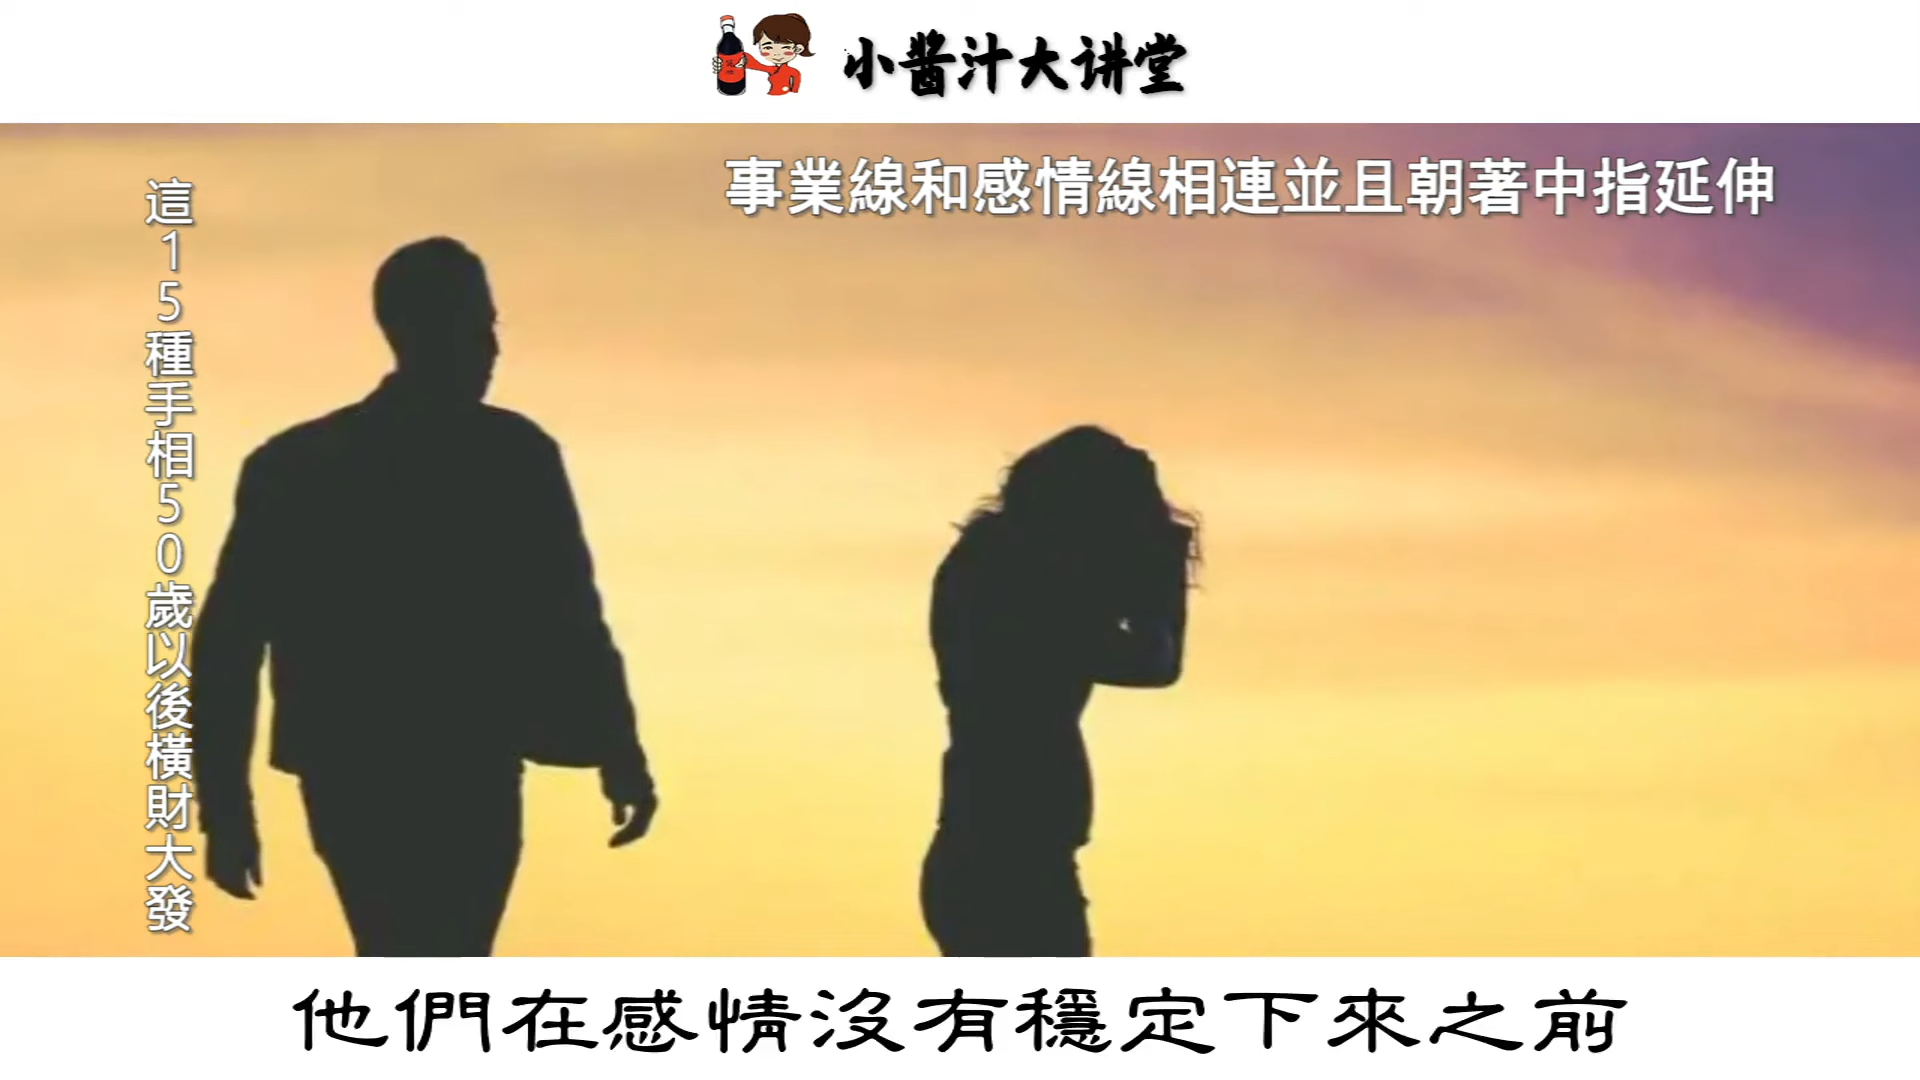 小酱汁大讲堂
事業線和感情線相連並且朝著中指延伸
這15種手相50歲以後橫財大發
他們在感情沒有穩定下來之前